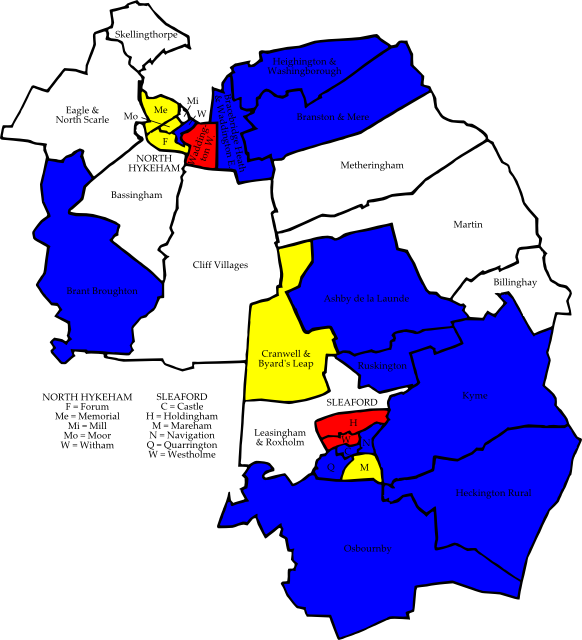 Skellingthorpe
Heighington &
Washingborough
Mi
Me
Eagle &
North Scarle
Mo
W
Branston & Mere
F
Wadding-
ton W.
NORTH
HYKEHAM
Metheringham
Bassingham
Martin
Cliff Villages
Billinghay
Brant Broughton
Ashby de la Launde
Cranwell &
Byard's Leap
Ruskington
Kyme
NORTH HYKEHAM
F = Forum
Me = Memorial
Mi = Mill
Mo = Moor
W = Witham
SLEAFORD
C = Castle
H = Holdingham
M = Mareham
N = Navigation
Q = Quarrington
W = Westholme
SLEAFORD
H
Leasingham
& Roxholm
W
N
C
Q
M
Heckington Rural
Osbournby